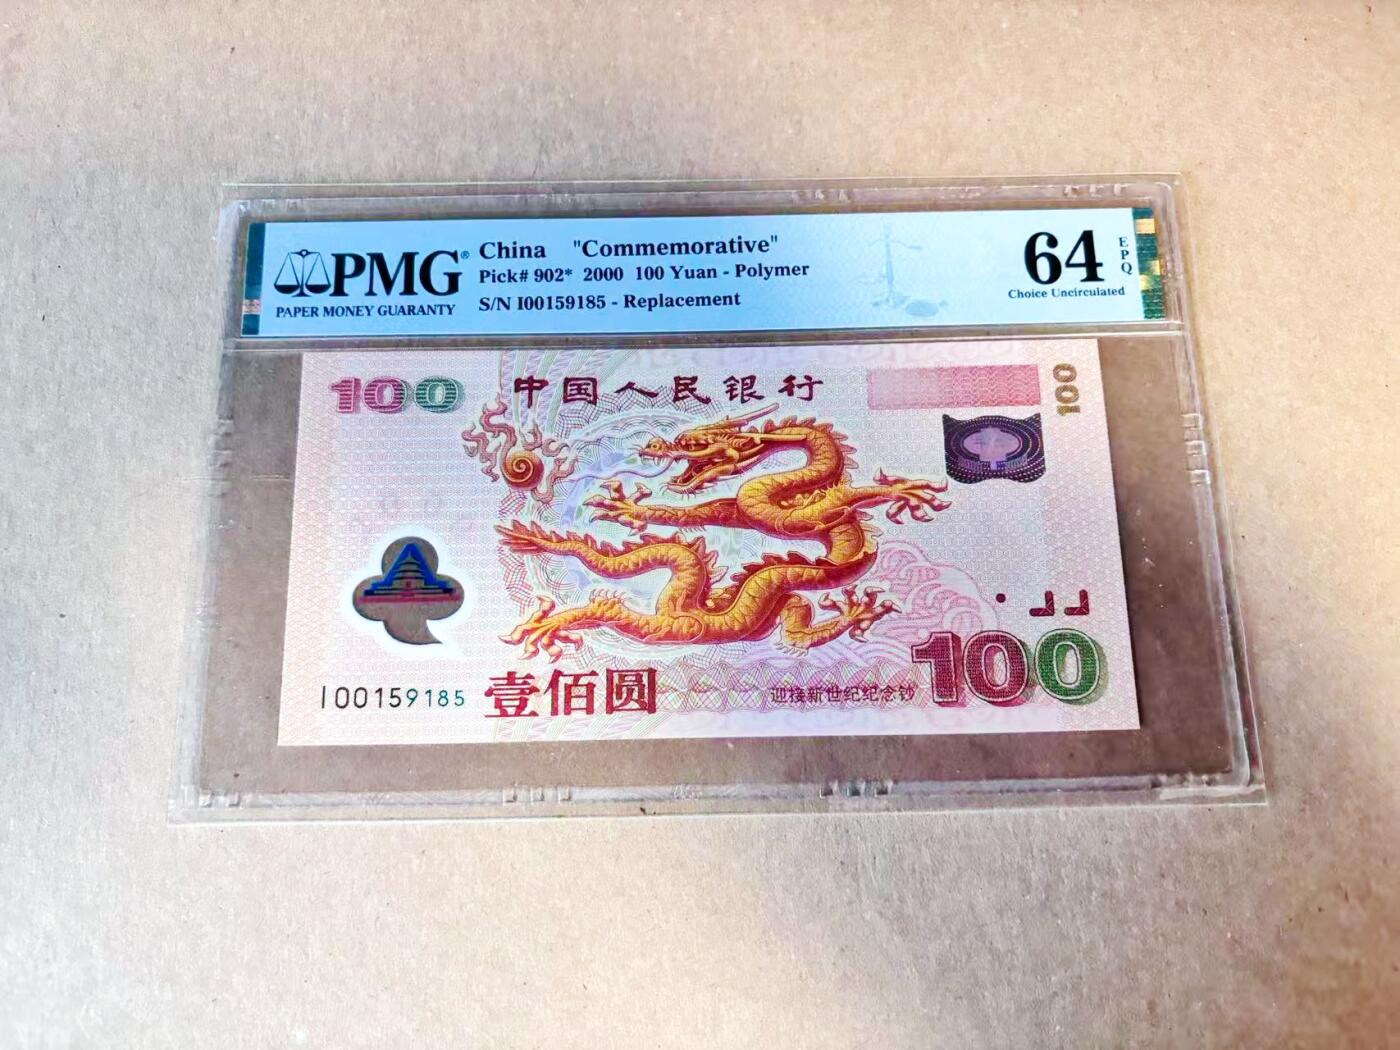 PMG®
PAPER MONEY GUARANTY
China "Commemorative"
Pick# 902* 2000 100 Yuan - Polymer
S/N I00159185 - Replacement
64
EPQ
Choice Uncirculated
100
中国人民银行
100
I00159185
壹佰圆
迎接新世纪纪念钞
100